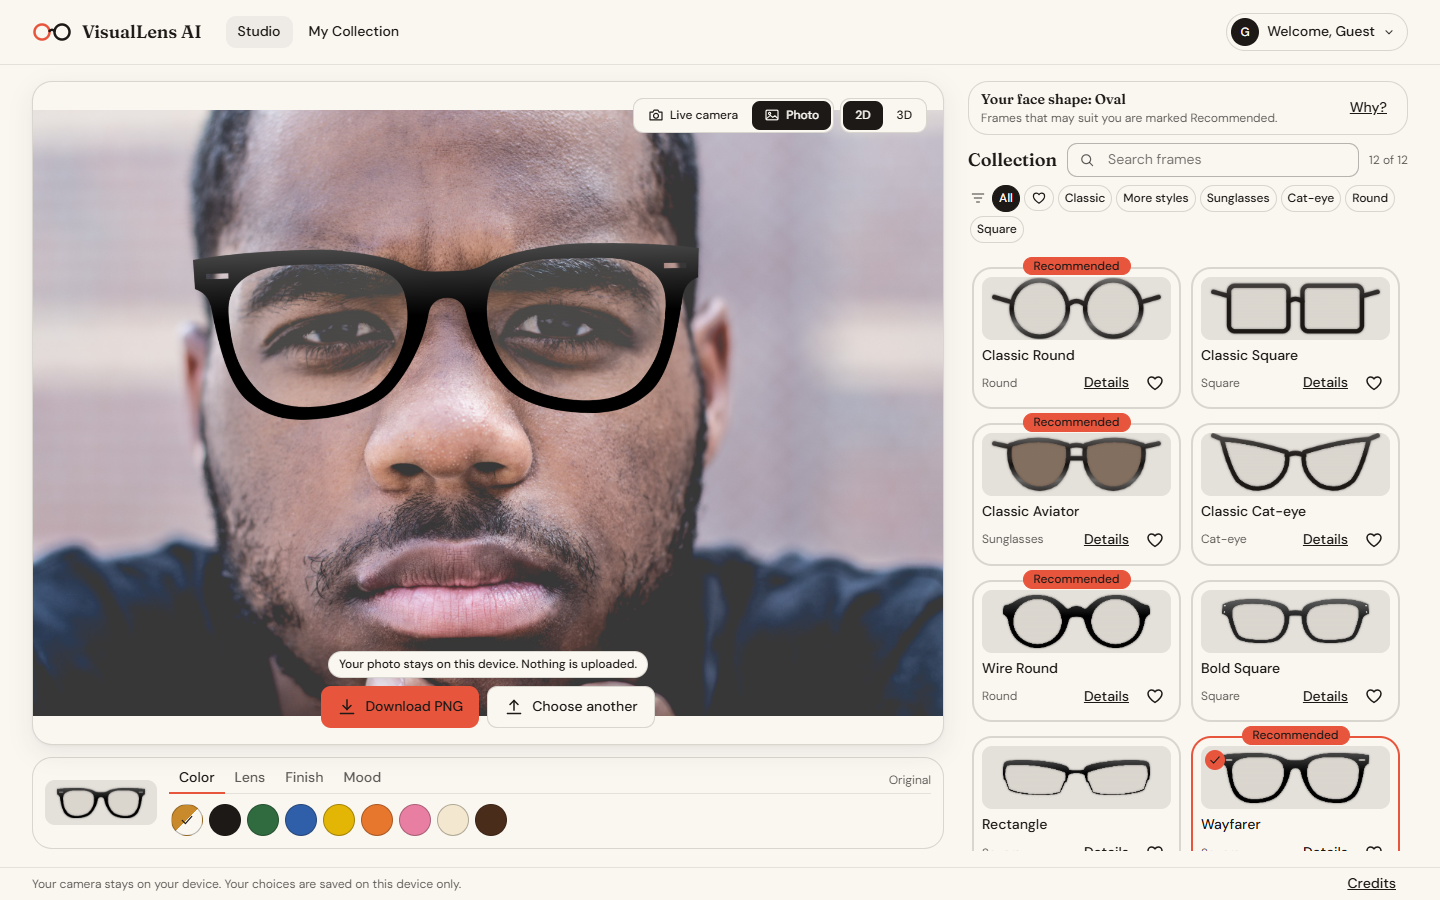 VisualLens AI
Studio
My Collection
G
Welcome, Guest
Live camera
Photo
2D
3D
Your photo stays on this device. Nothing is uploaded.
Download PNG
Choose another
Color
Lens
Finish
Mood
Original
Your face shape: Oval
Frames that may suit you are marked Recommended.
Why?
Collection
Search frames
12 of 12
All
Classic
More styles
Sunglasses
Cat-eye
Round
Square
Recommended
Classic Round
Round
Details
Classic Square
Square
Details
Recommended
Classic Aviator
Sunglasses
Details
Classic Cat-eye
Cat-eye
Details
Recommended
Wire Round
Round
Details
Bold Square
Square
Details
Rectangle
Recommended
Wayfarer
Your camera stays on your device. Your choices are saved on this device only.
Credits